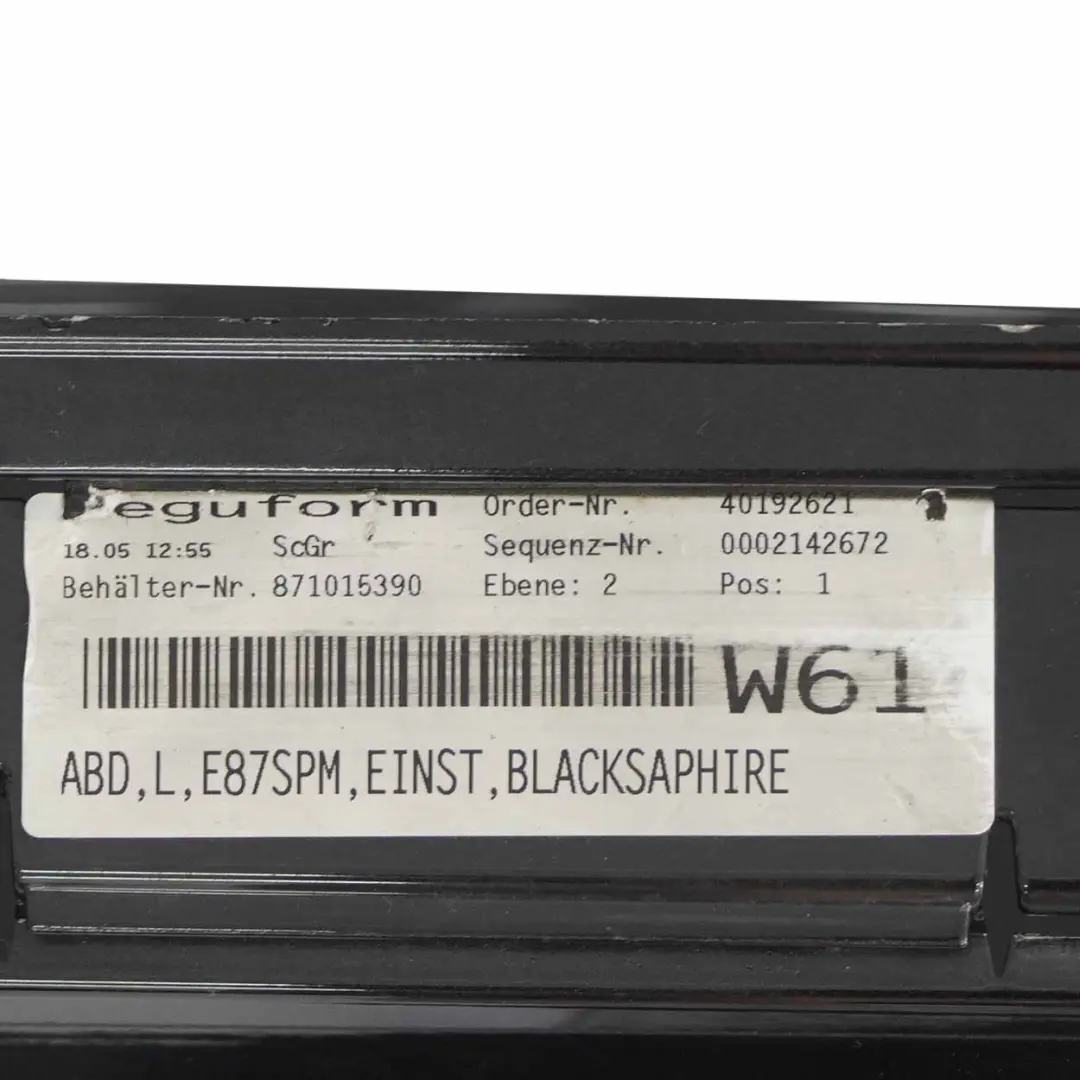 Peguform Order-Nr. 40192621
18.05 12:55 ScGr Sequenz-Nr. 0002142672
Behälter-Nr. 871015390 Ebene: 2 Pos: 1
W61
ABD,L,E87SPM,EINST,BLACKSAPHIRE